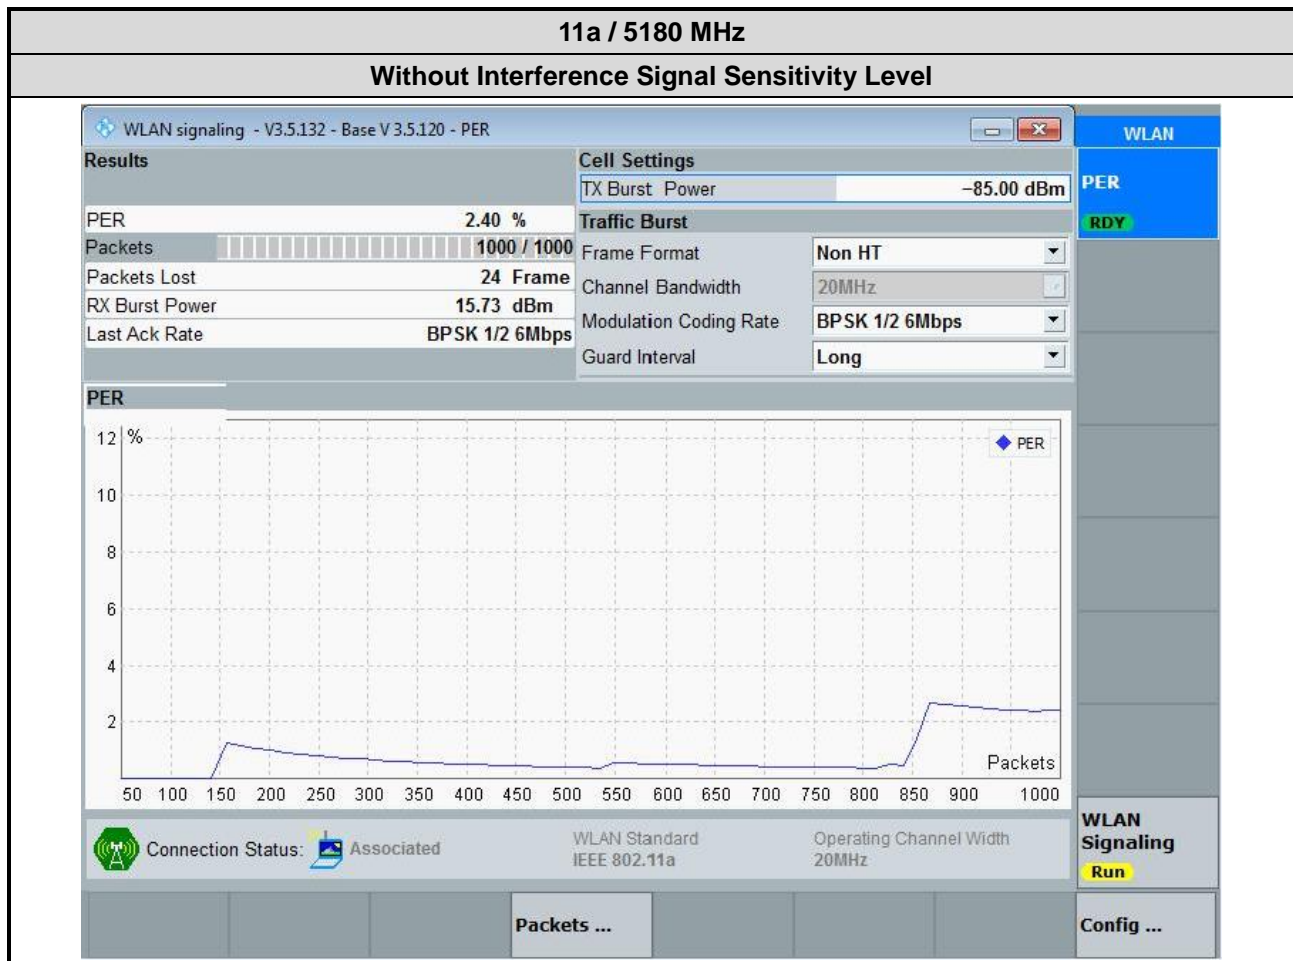 11a / 5180 MHz
Without Interference Signal Sensitivity Level
WLAN signaling - V3.5.132 - Base V 3.5.120 - PER
WLAN
Results
Cell Settings
TX Burst Power −85.00 dBm
PER
RDY
PER 2.40 %
Traffic Burst
Packets 1000 / 1000
Frame Format Non HT
Packets Lost 24 Frame
Channel Bandwidth 20MHz
RX Burst Power 15.73 dBm
Modulation Coding Rate BPSK 1/2 6Mbps
Last Ack Rate BPSK 1/2 6Mbps
Guard Interval Long
PER
12 %
PER
10
8
6
4
2
Packets
50 100 150 200 250 300 350 400 450 500 550 600 650 700 750 800 850 900 1000
Connection Status: Associated
WLAN Standard
IEEE 802.11a
Operating Channel Width
20MHz
WLAN
Signaling
Run
Packets ...
Config ...